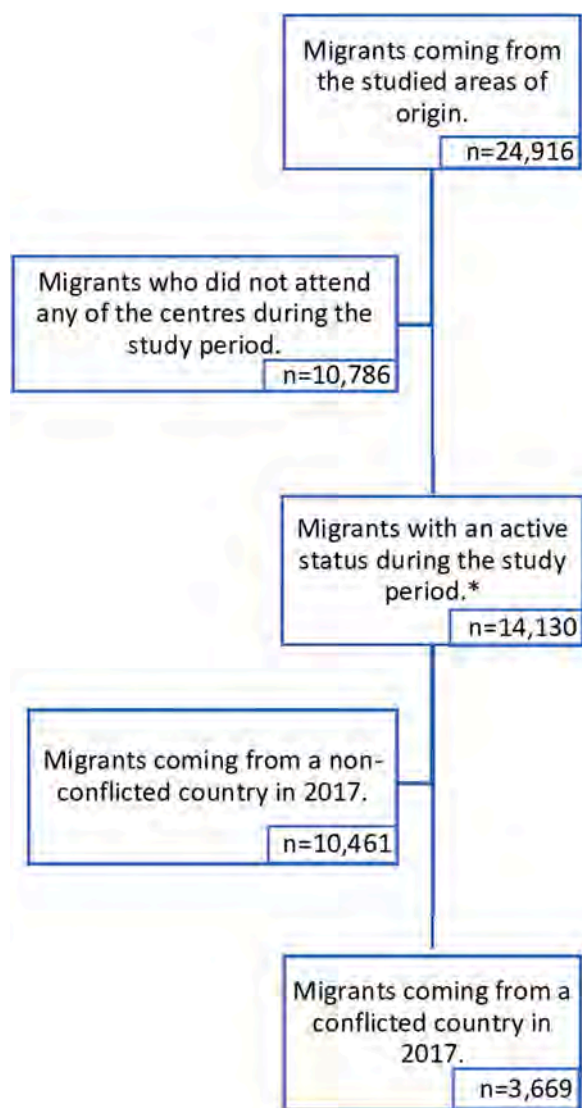 Migrants coming from
the studied areas of
origin.
n=24,916
Migrants who did not attend
any of the centres during the
study period.
n=10,786
Migrants with an active
status during the study
period.*
n=14,130
Migrants coming from a non-
conflicted country in 2017.
n=10,461
Migrants coming from a
conflicted country in
2017.
n=3,669